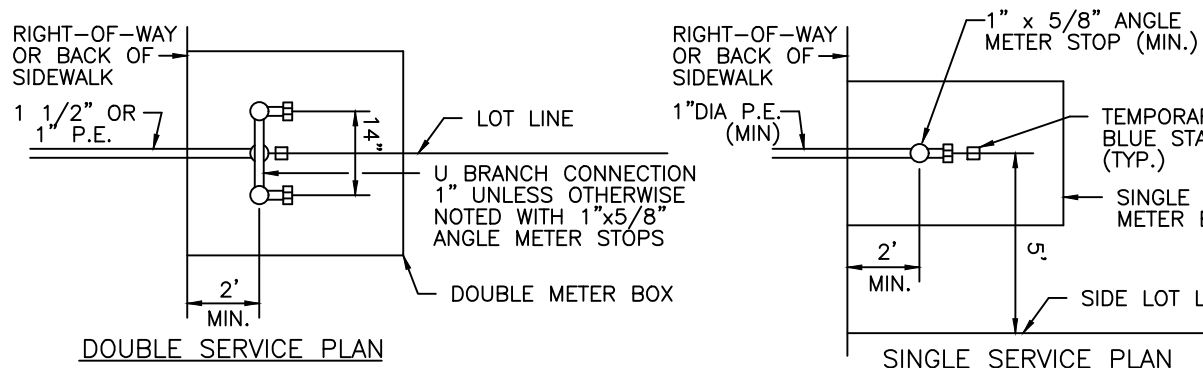 RIGHT-OF-WAY
OR BACK OF
SIDEWALK
1 1/2" OR
1" P.E.
14"
LOT LINE
U BRANCH CONNECTION
1" UNLESS OTHERWISE
NOTED WITH 1"x5/8"
ANGLE METER STOPS
2'
MIN.
DOUBLE METER BOX
DOUBLE SERVICE PLAN
1" x 5/8" ANGLE
METER STOP (MIN.)
RIGHT-OF-WAY
OR BACK OF
SIDEWALK
1"DIA P.E.
(MIN)
BLUE
(TYP.)
SINGLE
METER
5'
2'
MIN.
SIDE LOT
SINGLE SERVICE PLAN